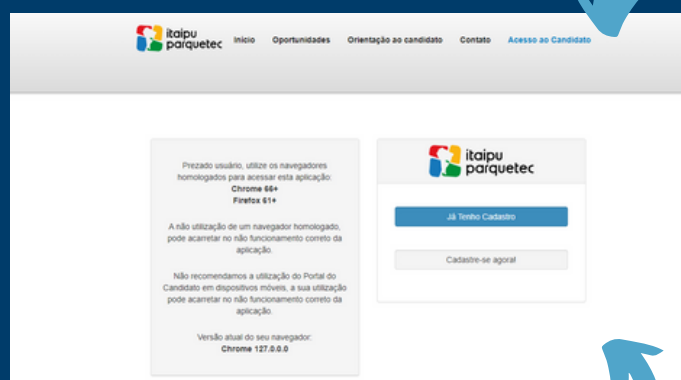 itaipu
parquetec
Início Oportunidades Orientação ao candidato Contato Acesso ao Candidato
Prezado usuário, utilize os navegadores
homologados para acessar esta aplicação:
Chrome 66+
Firefox 61+
A não utilização de um navegador homologado,
pode acarretar no não funcionamento correto da
aplicação.
Não recomendamos a utilização do Portal do
Candidato em dispositivos móveis, a sua utilização
pode acarretar no não funcionamento correto da
aplicação.
Versão atual do seu navegador:
Chrome 127.0.0.0
itaipu
parquetec
Já Tenho Cadastro
Cadastre-se agora!